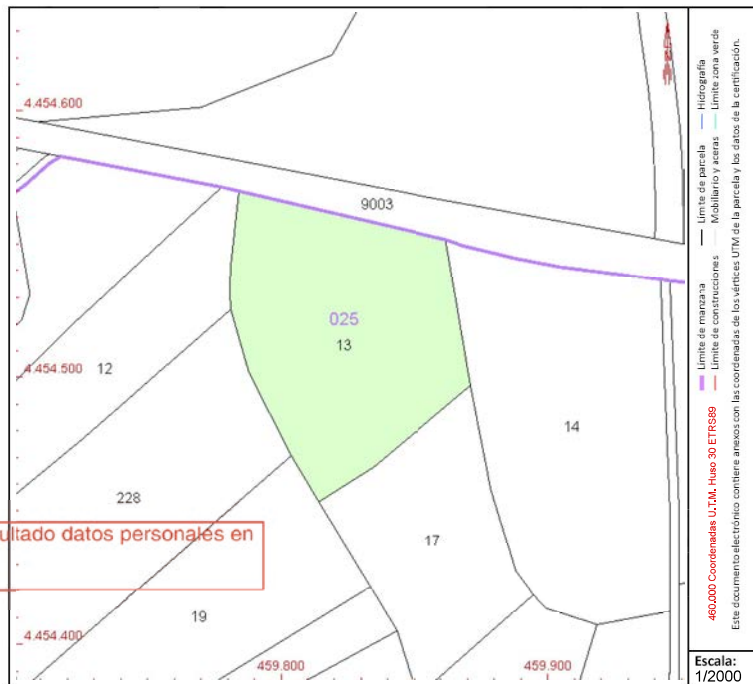 4.454.600
9003
025
13
4.454.500
12
14
228
ultado datos personales en
17
19
4.454.400
459.800
459.900
460.000 Coordenadas U.T.M. Huso 30 ETRS89
Límite de manzana
Límite de parcela
Hidrografía
Límite de construcciones
Mobiliario y aceras
Límite zona verde
Este documento electrónico contiene anexos con las coordenadas de los vértices UTM de la parcela y los datos de la certificación.
Escala:
1/2000